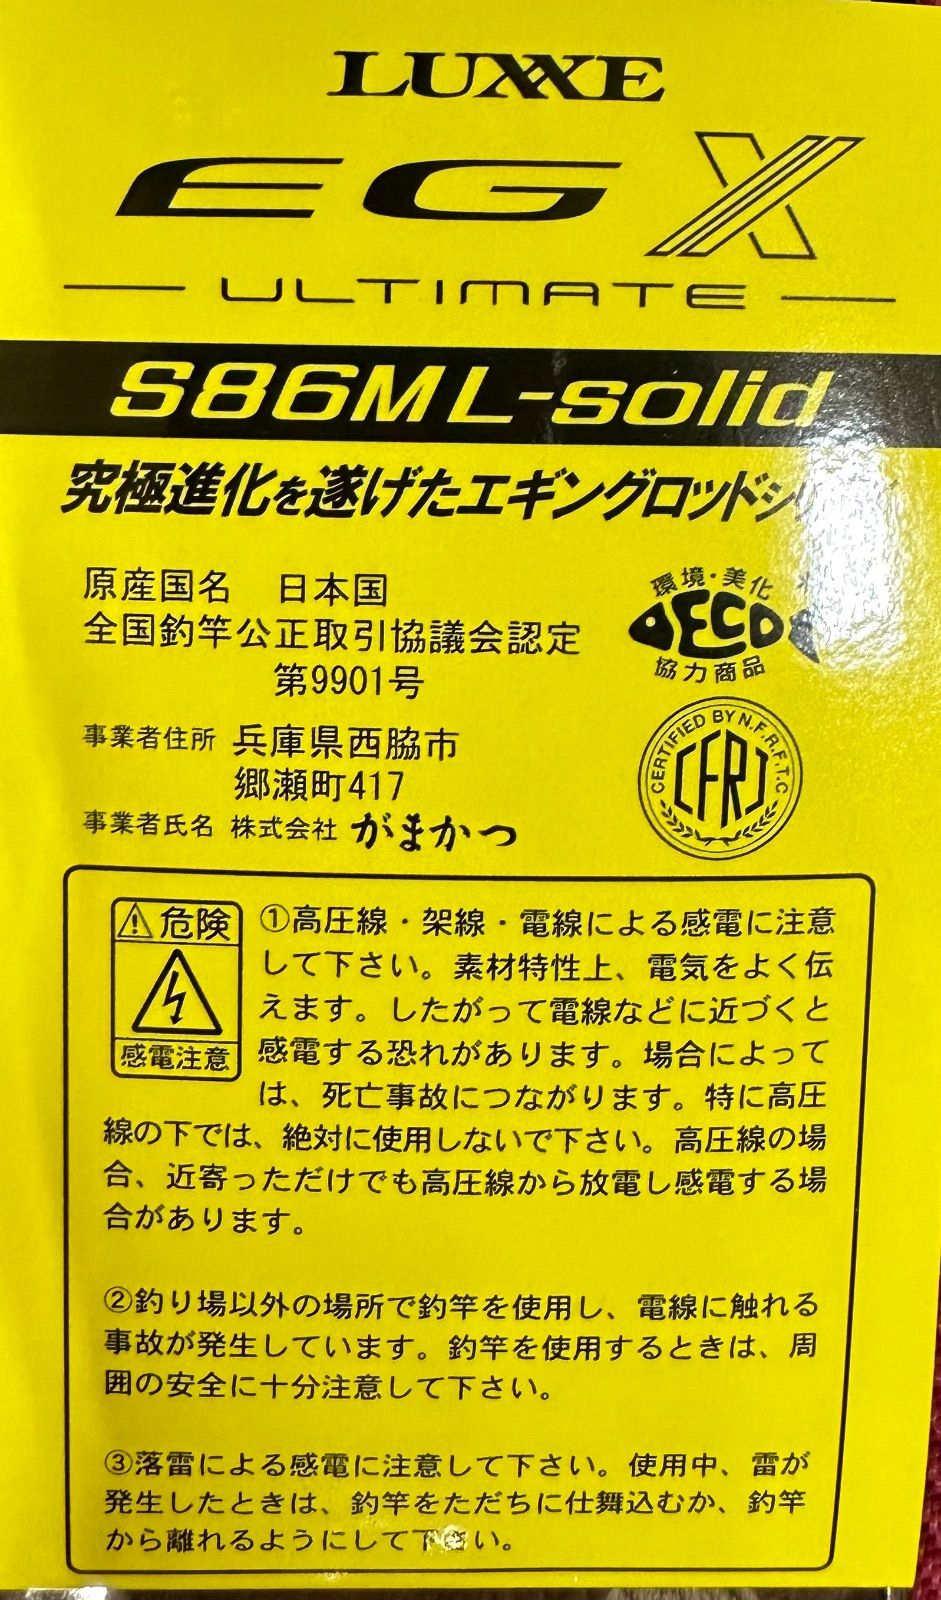 LUXXE
EGX
ULTIMATE
S86ML-solid
究極進化を遂げたエギングロッドシリ
原産国名 日本国
全国釣竿公正取引協議会認定
第9901号
環境・美化
DECO
協力商品
事業者住所 兵庫県西脇市
郷瀬町417
事業者氏名 株式会社 がまかつ
CERTIFIED BY N.F.R.F.T.C
CFRJ
危険
感電注意
①高圧線・架線・電線による感電に注意
して下さい。素材特性上、電気をよく伝
えます。したがって電線などに近づくと
感電する恐れがあります。場合によって
は、死亡事故につながります。特に高圧
線の下では、絶対に使用しないで下さい。高圧線の場
合、近寄っただけでも高圧線から放電し感電する場
合があります。
②釣り場以外の場所で釣竿を使用し、電線に触れる
事故が発生しています。釣竿を使用するときは、周
囲の安全に十分注意して下さい。
③落雷による感電に注意して下さい。使用中、雷が
発生したときは、釣竿をただちに仕舞込むか、釣竿
から離れるようにして下さい。